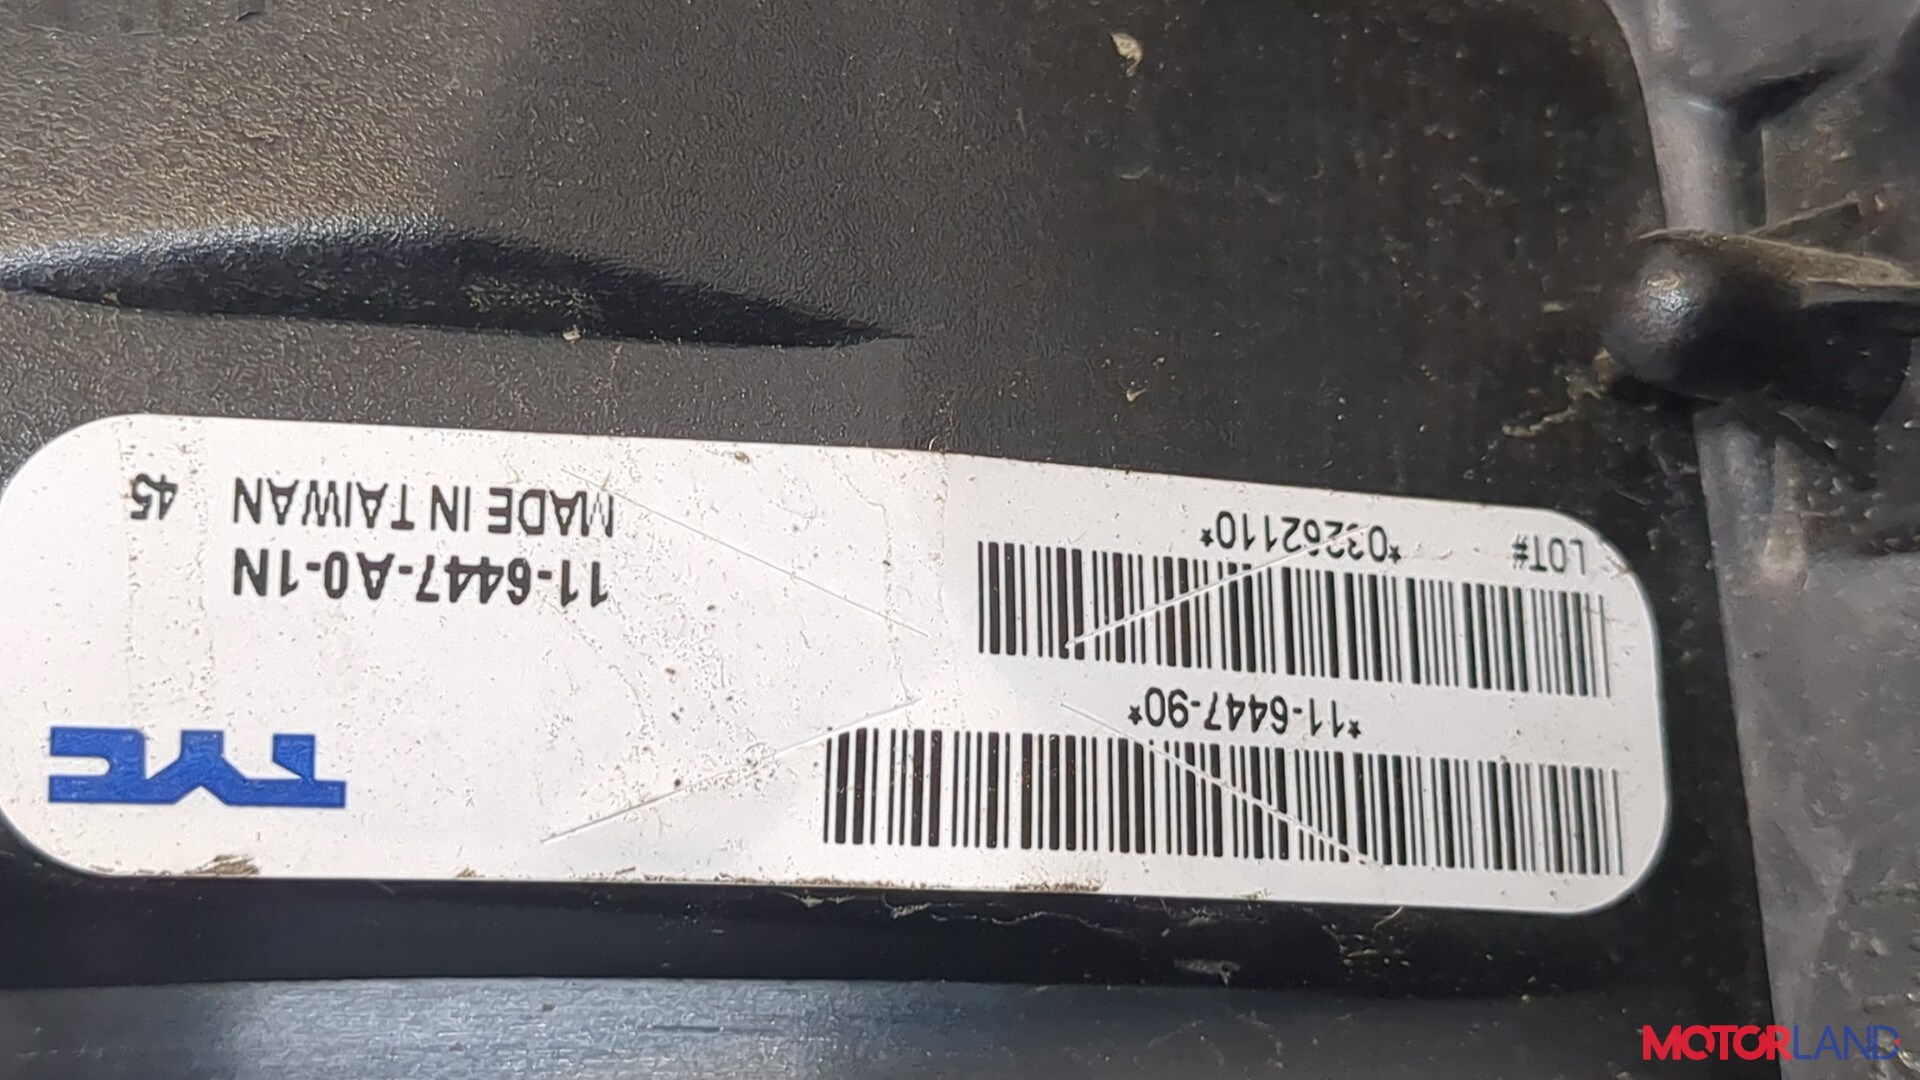 TYC
*11-6447-90*
11-6447-A0-1N
MADE IN TAIWAN 45
LOT# *03262110*
MOTORLAND